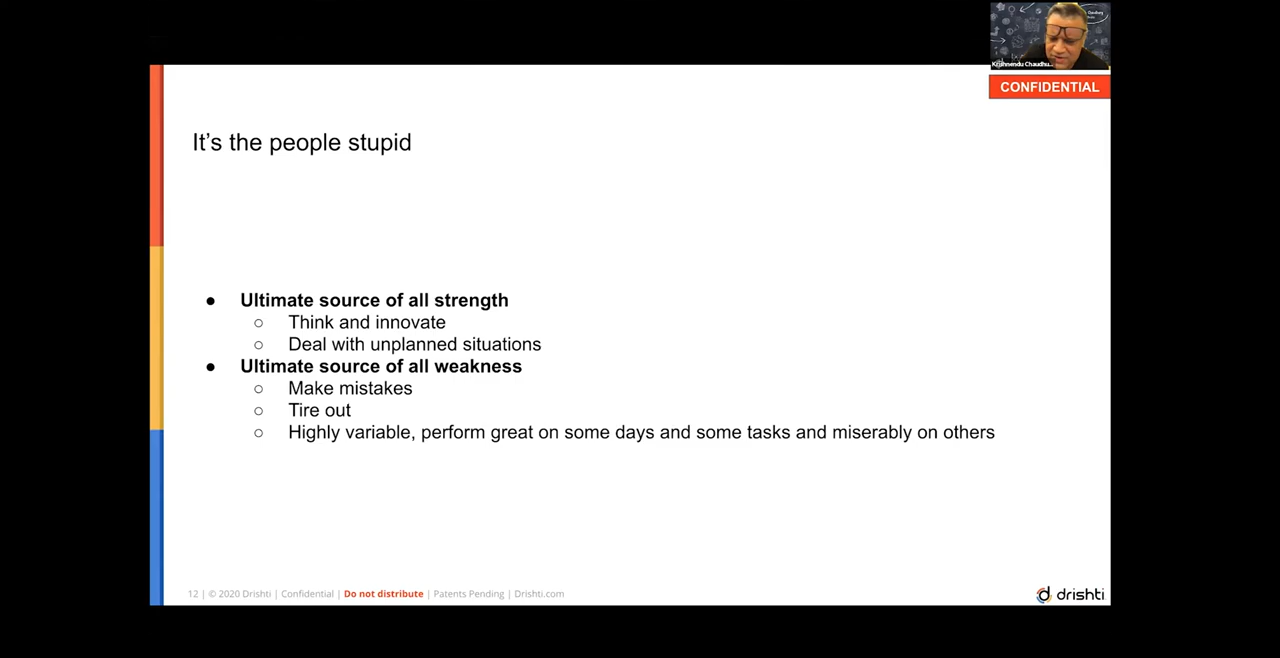 Krishnendu Chaudhu...
CONFIDENTIAL
It's the people stupid
● Ultimate source of all strength
○ Think and innovate
○ Deal with unplanned situations
● Ultimate source of all weakness
○ Make mistakes
○ Tire out
○ Highly variable, perform great on some days and some tasks and miserably on others
12 | © 2020 Drishti | Confidential | Do not distribute | Patents Pending | Drishti.com
drishti